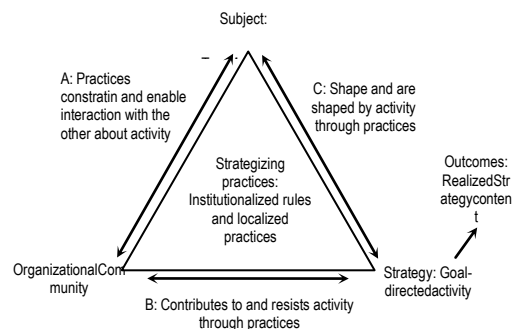 Subject:
A: Practices
constratin and enable
interaction with the
other about activity
C: Shape and are
shaped by activity
through practices
Strategizing
practices:
Institutionalized rules
and localized
practices
Outcomes:
RealizedStr
ategyconten
t
OrganizationalCom
munity
Strategy: Goal-
directedactivity
B: Contributes to and resists activity
through practices